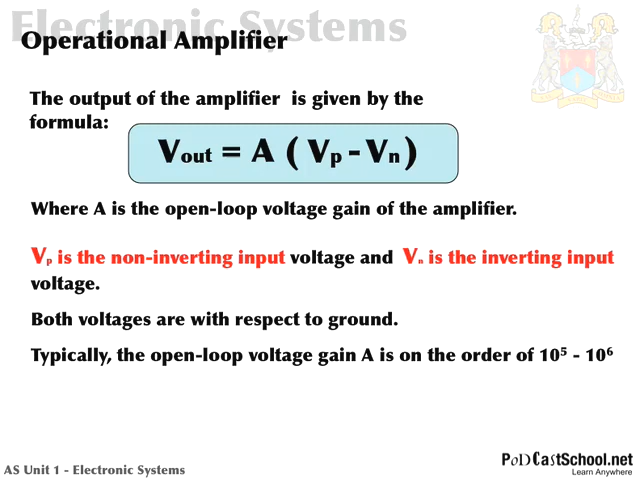 Electronic Systems
Operational Amplifier
The output of the amplifier is given by the
formula:
Vout = A ( Vp - Vn )
Where A is the open-loop voltage gain of the amplifier.
Vp is the non-inverting input voltage and Vn is the inverting input
voltage.
Both voltages are with respect to ground.
Typically, the open-loop voltage gain A is on the order of 10⁵ - 10⁶
AS Unit 1 - Electronic Systems
PoDCastSchool.net
Learn Anywhere